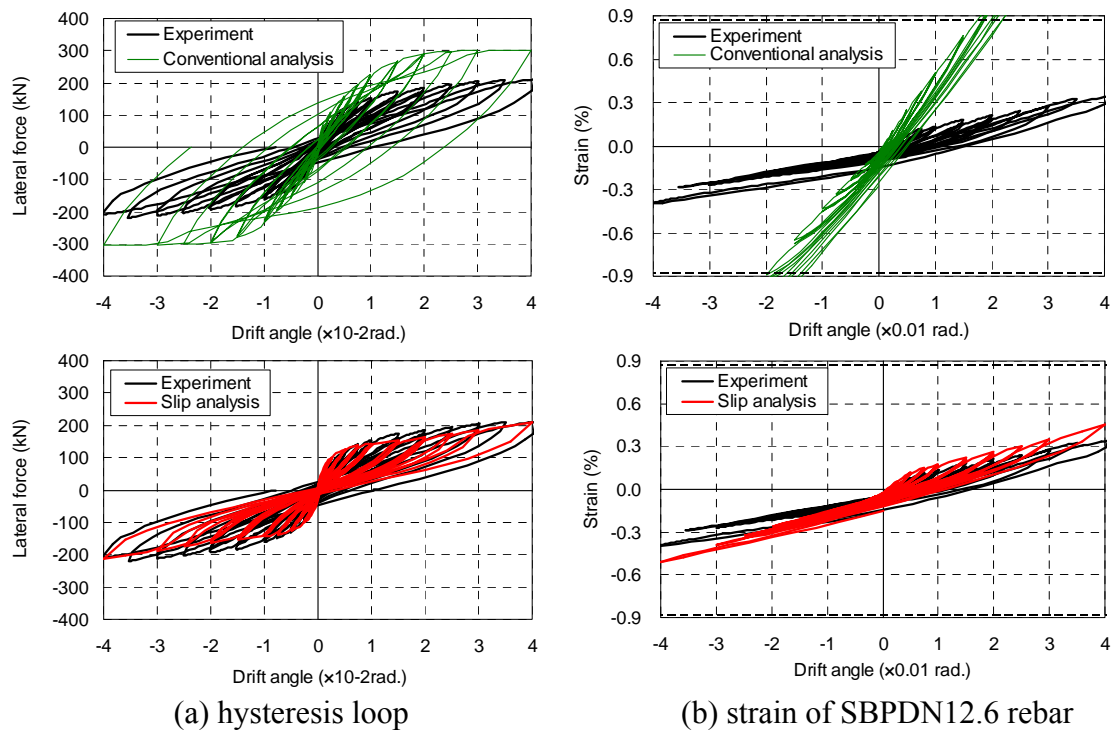 400
300
200
100
0
-100
-200
-300
-400
Lateral force (kN)
Experiment
Conventional analysis
-4 -3 -2 -1 0 1 2 3 4
Drift angle (×10-2rad.)
0.9
0.6
0.3
0.0
-0.3
-0.6
-0.9
Strain (%)
Experiment
Conventional analysis
-4 -3 -2 -1 0 1 2 3 4
Drift angle (×0.01 rad.)
400
300
200
100
0
-100
-200
-300
-400
Lateral force (kN)
Experiment
Slip analysis
-4 -3 -2 -1 0 1 2 3 4
Drift angle (×10-2rad.)
0.9
0.6
0.3
0.0
-0.3
-0.6
-0.9
Strain (%)
Experiment
Slip analysis
-4 -3 -2 -1 0 1 2 3 4
Drift angle (×0.01 rad.)
(a) hysteresis loop
(b) strain of SBPDN12.6 rebar